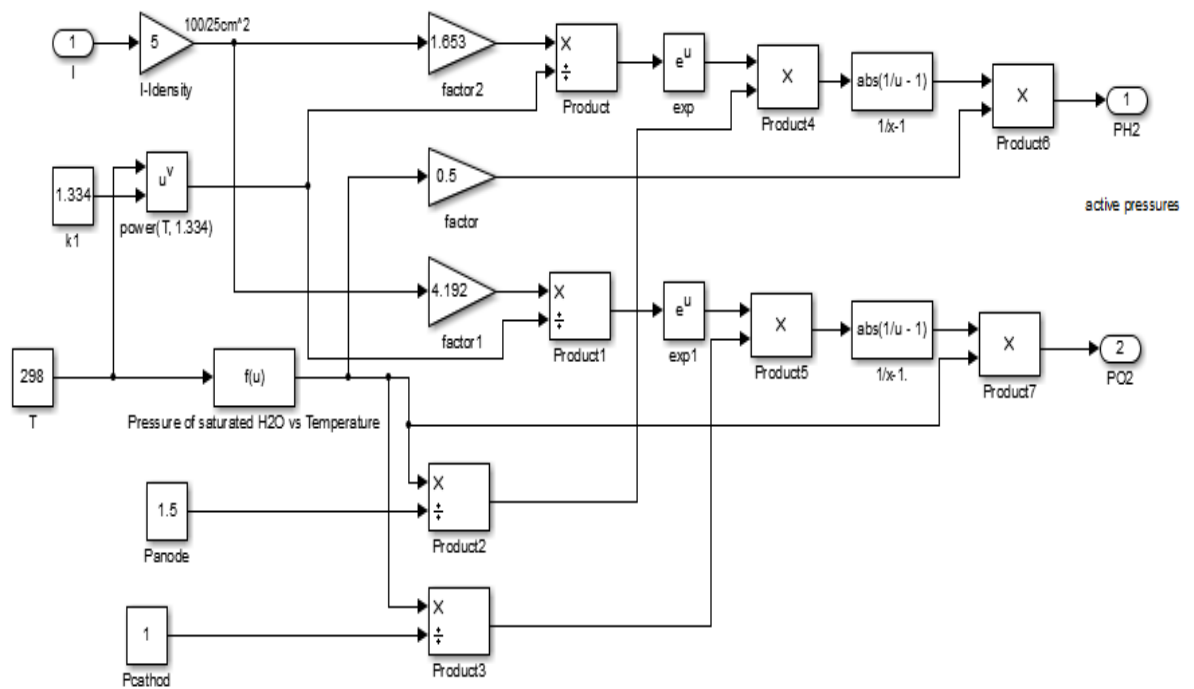 100/25cm^2
1
I
5
I-Idensity
1.653
factor2
X
÷
Product
e^u
exp
X
Product4
abs(1/u - 1)
1/x-1
X
Product6
1
PH2
1.334
k1
u^v
power(T, 1.334)
0.5
factor
active pressures
4.192
factor1
X
÷
Product1
e^u
exp1
X
Product5
abs(1/u - 1)
1/x-1.
X
Product7
2
PO2
298
T
f(u)
Pressure of saturated H2O vs Temperature
X
÷
Product2
1.5
Panode
X
÷
Product3
1
Pcathod